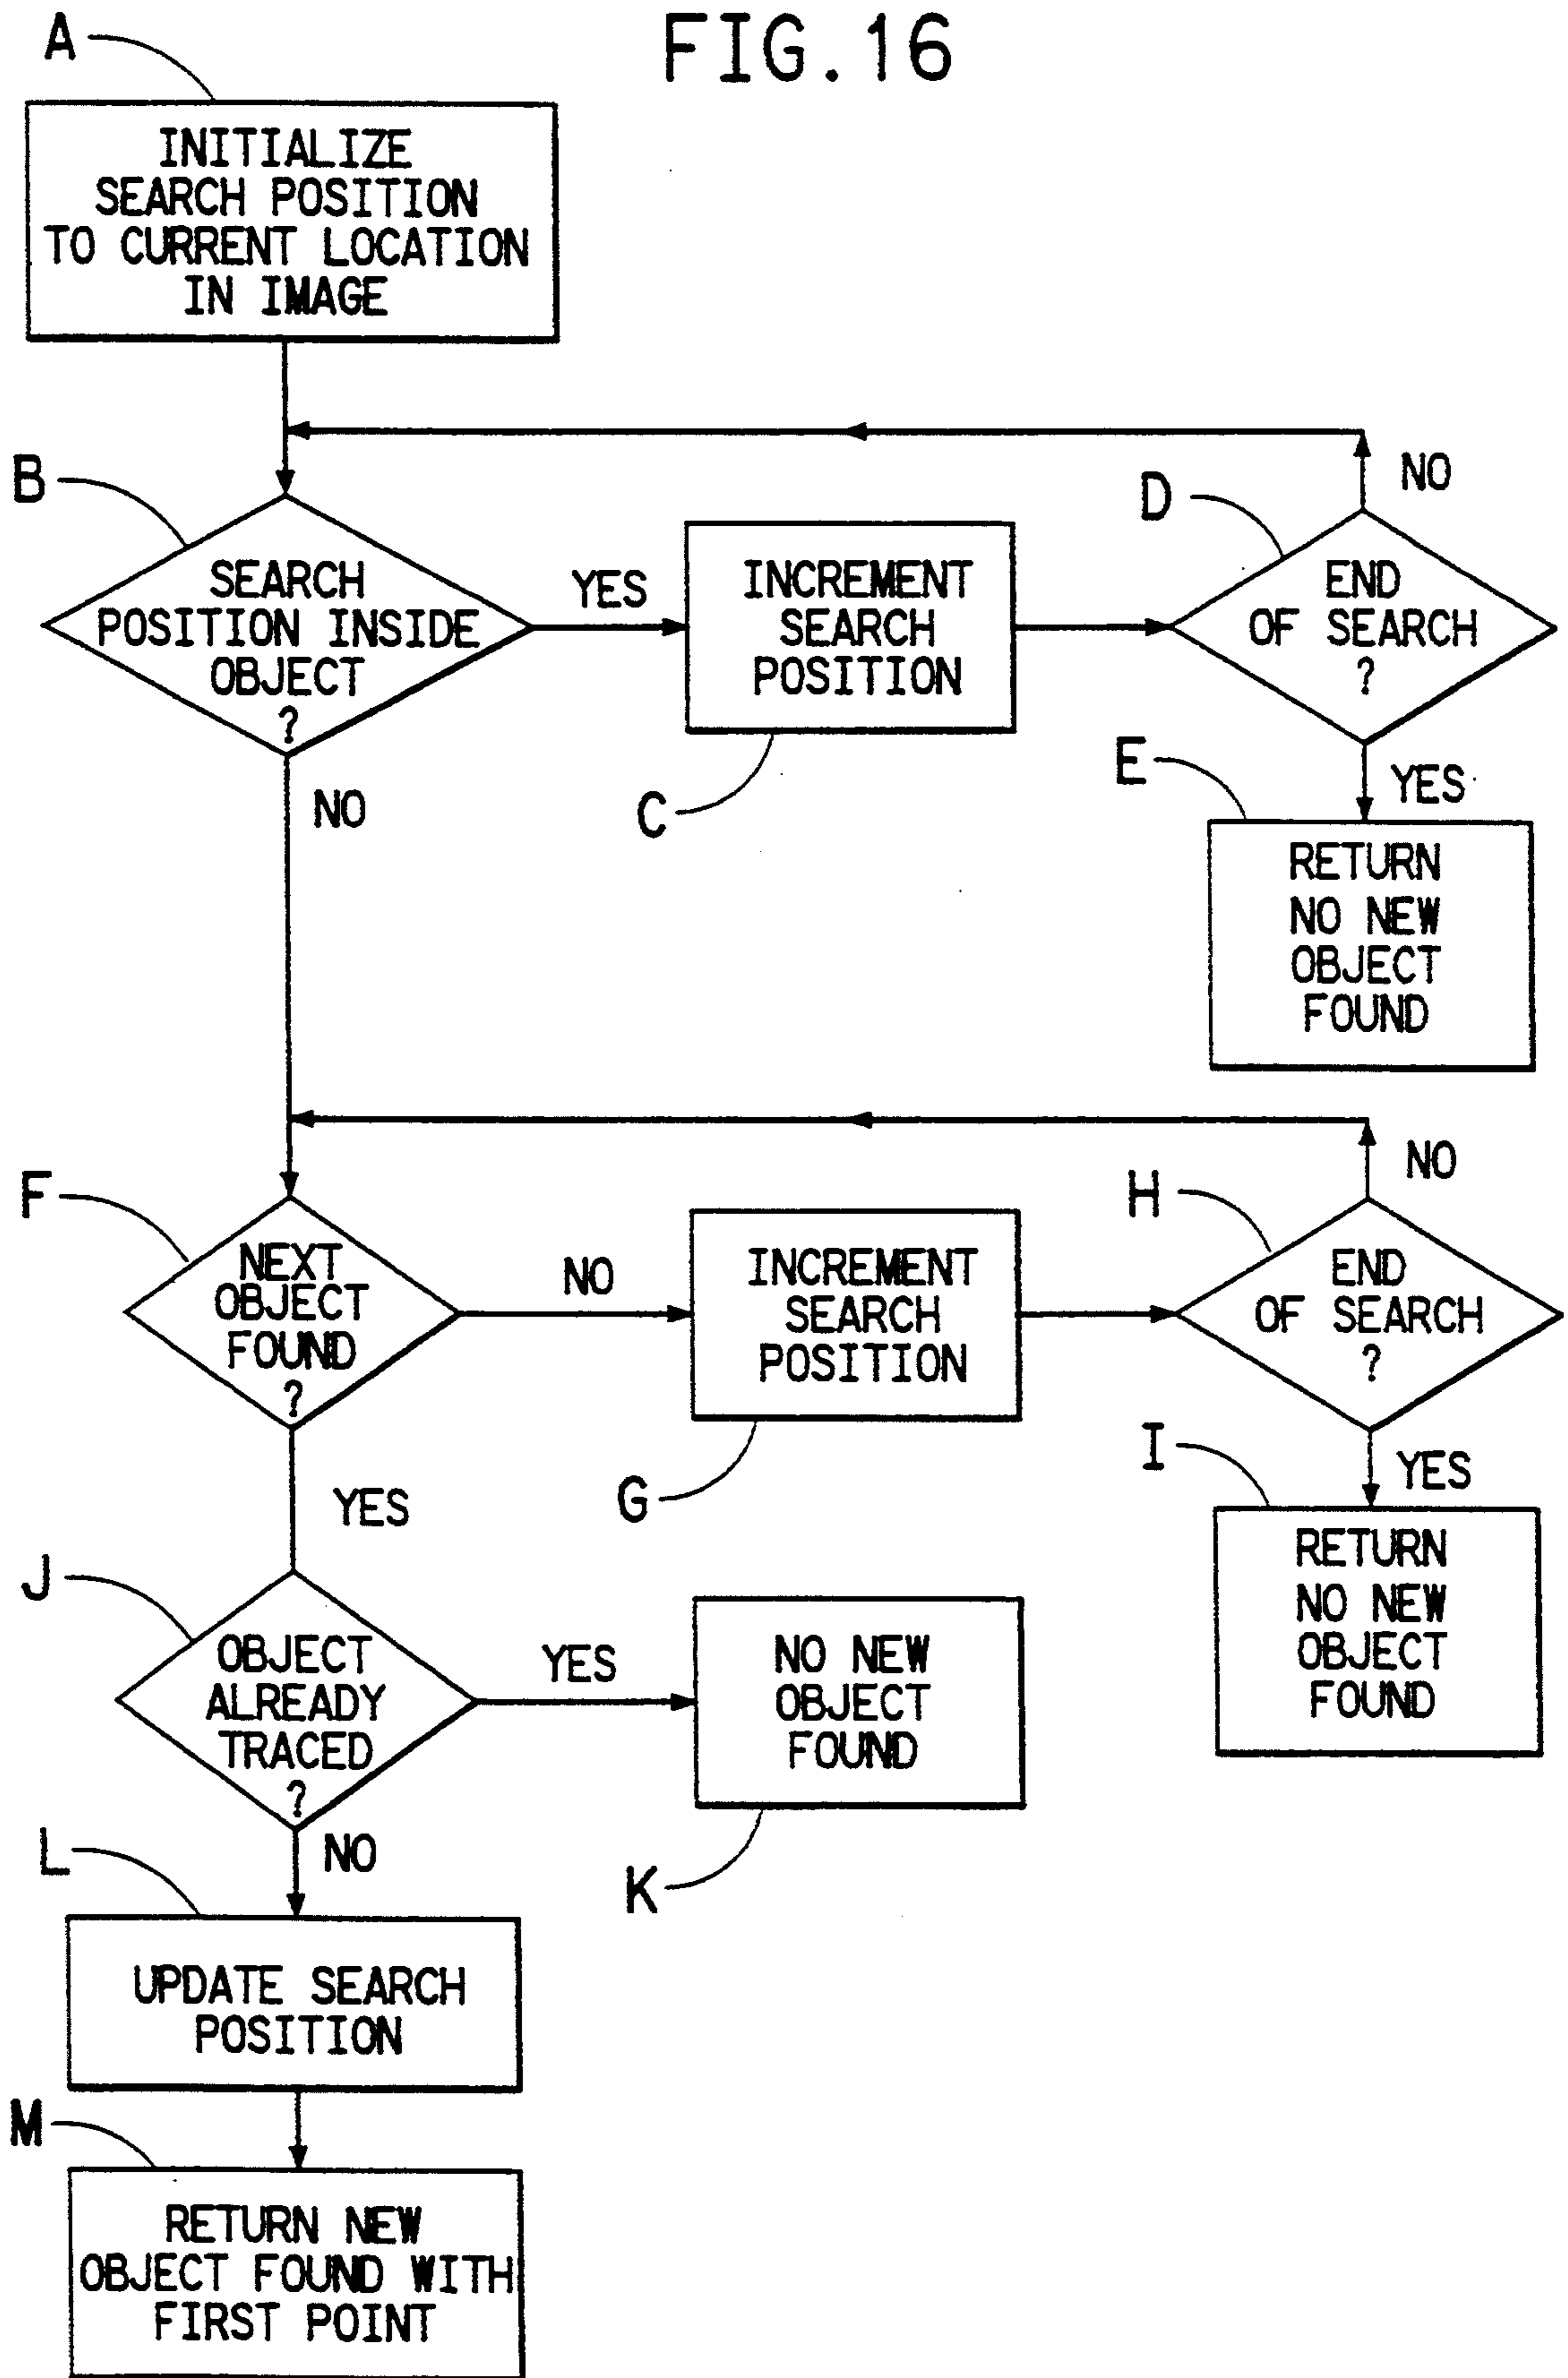 FIG.16
A
INITIALIZE
SEARCH POSITION
TO CURRENT LOCATION
IN IMAGE
B
SEARCH
POSITION INSIDE
OBJECT
?
YES
NO
INCREMENT
SEARCH
POSITION
C
D
END
OF SEARCH
?
NO
YES
E
RETURN
NO NEW
OBJECT
FOUND
F
NEXT
OBJECT
FOUND
?
NO
YES
INCREMENT
SEARCH
POSITION
G
H
END
OF SEARCH
?
NO
YES
I
RETURN
NO NEW
OBJECT
FOUND
J
OBJECT
ALREADY
TRACED
?
YES
NO
NO NEW
OBJECT
FOUND
K
L
UPDATE SEARCH
POSITION
M
RETURN NEW
OBJECT FOUND WITH
FIRST POINT